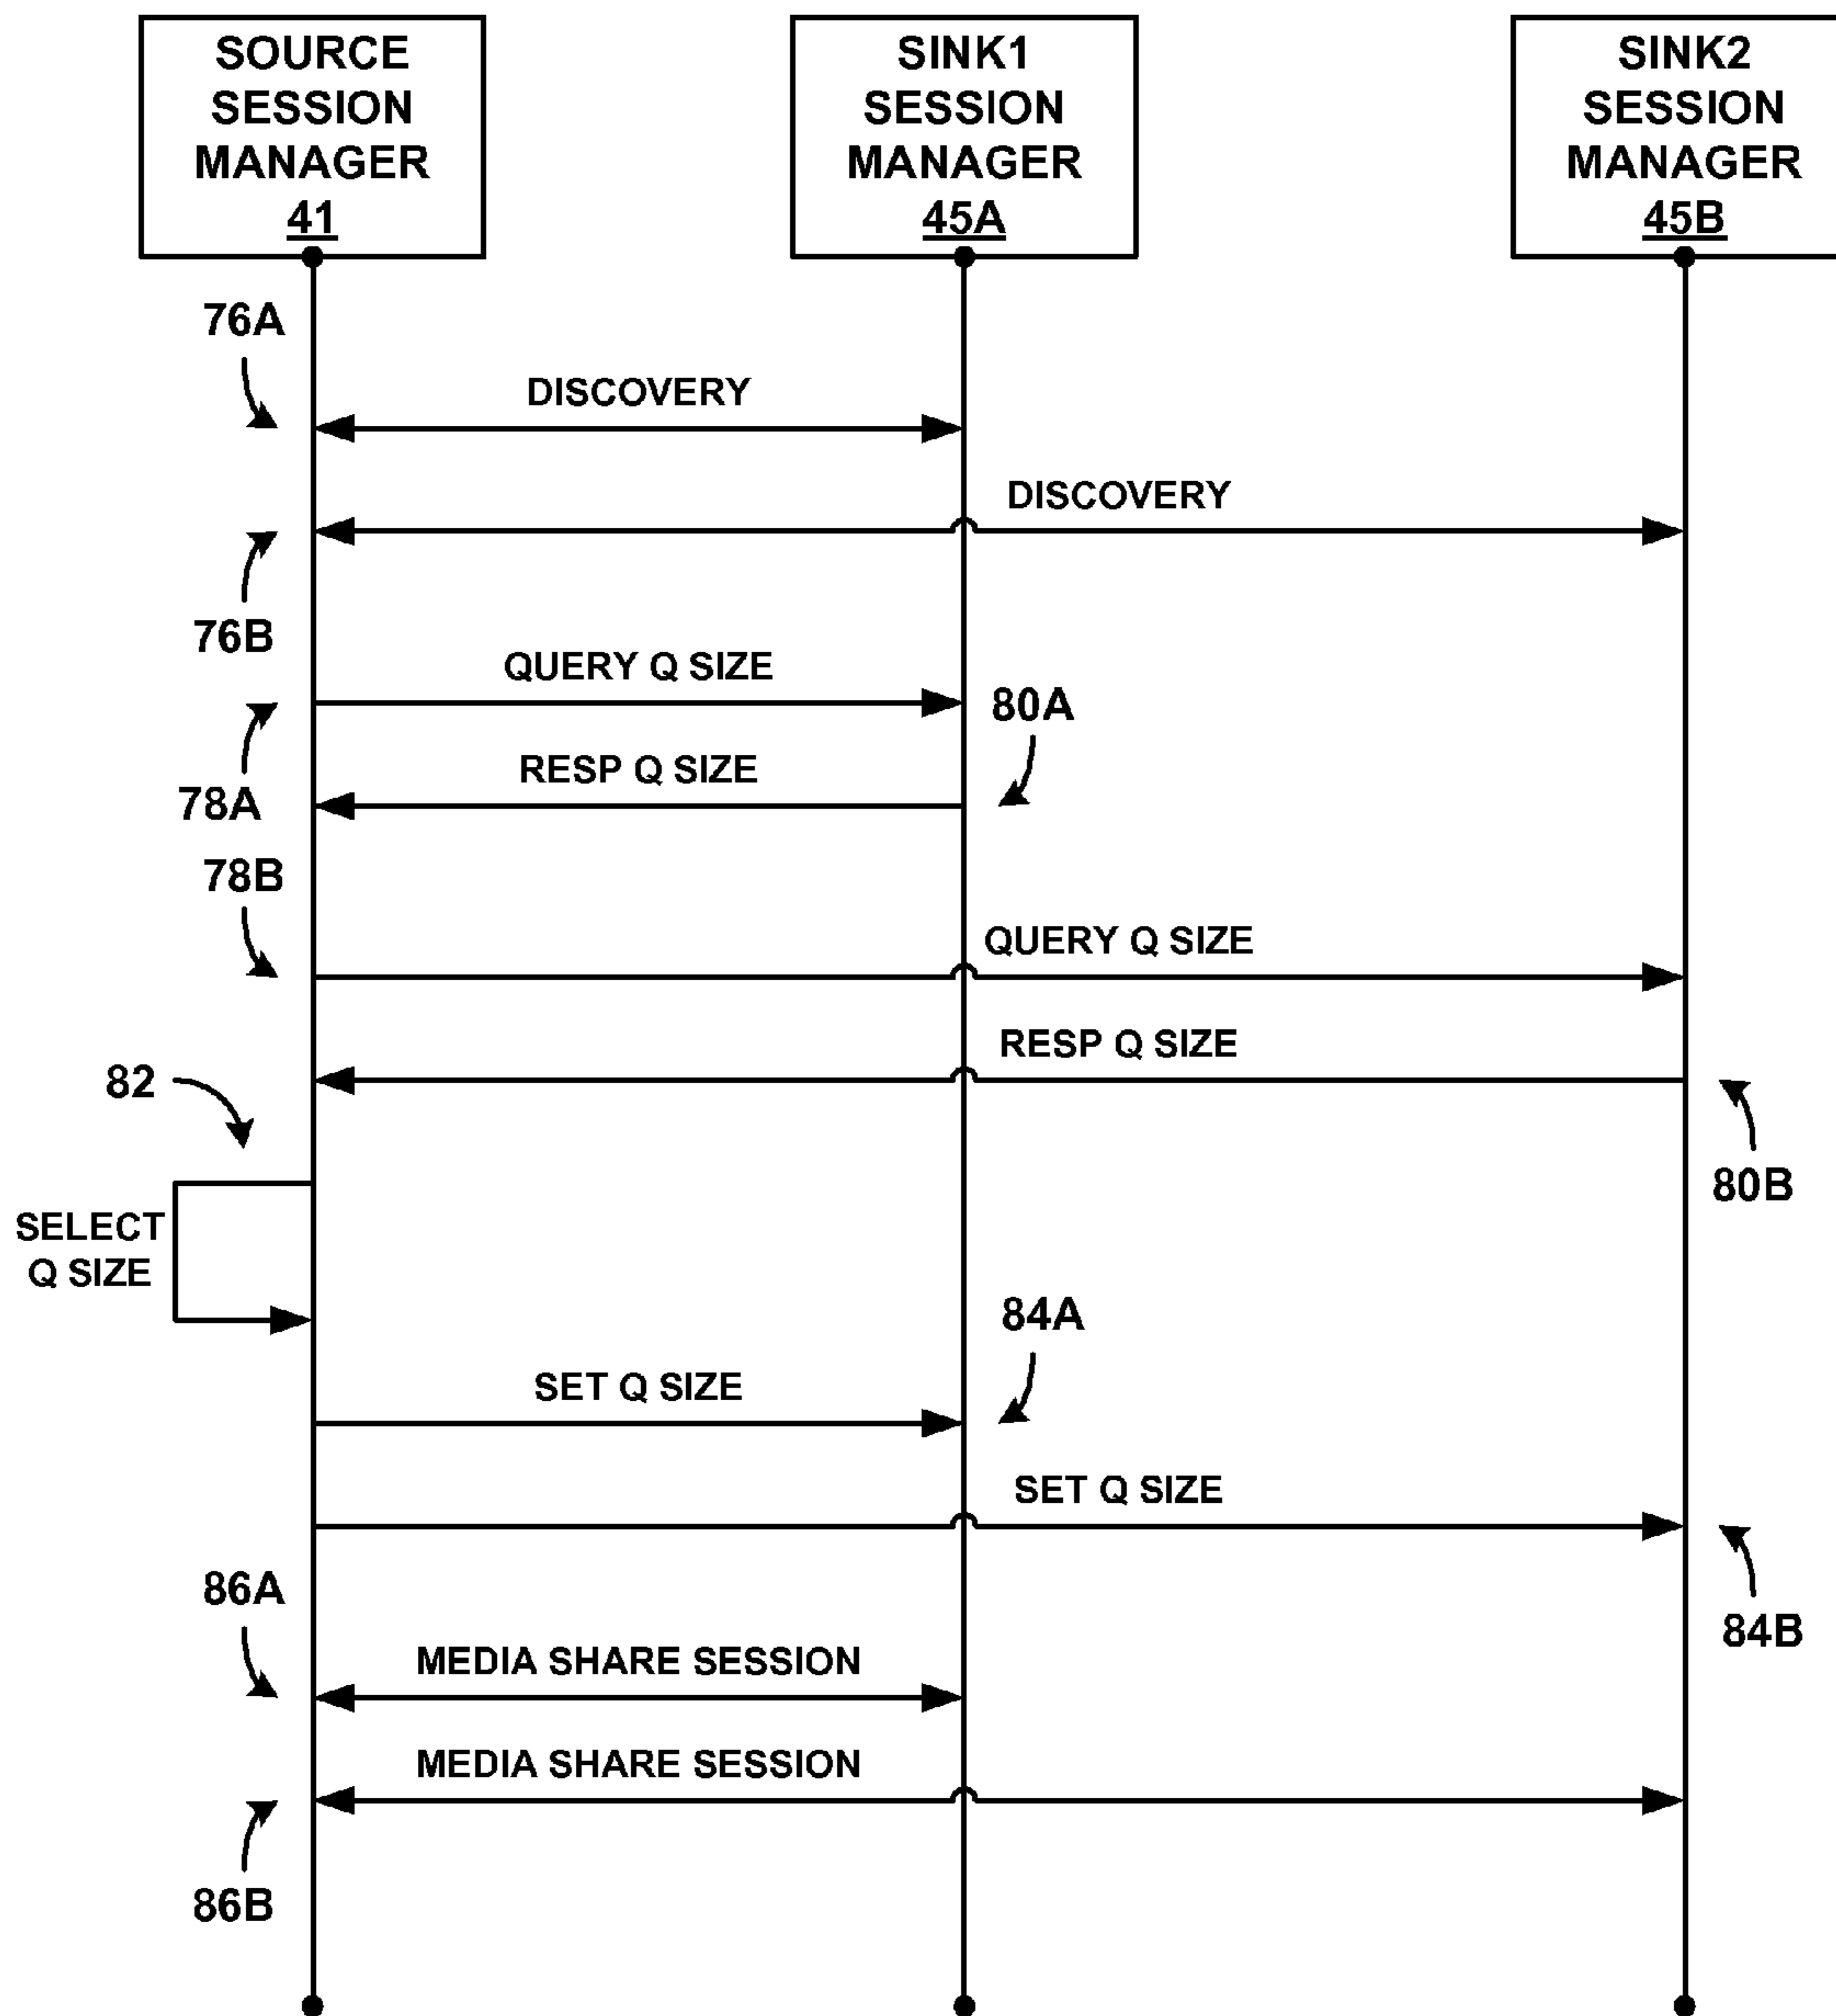 SOURCE
SESSION
MANAGER
41
SINK1
SESSION
MANAGER
45A
SINK2
SESSION
MANAGER
45B
76A
DISCOVERY
DISCOVERY
76B
QUERY Q SIZE
80A
RESP Q SIZE
78A
78B
QUERY Q SIZE
RESP Q SIZE
82
80B
SELECT
Q SIZE
84A
SET Q SIZE
SET Q SIZE
86A
84B
MEDIA SHARE SESSION
MEDIA SHARE SESSION
86B